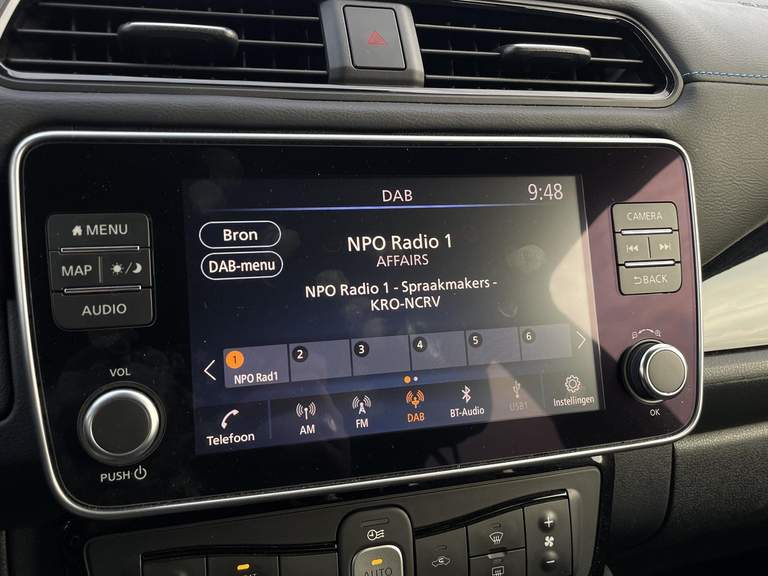 DAB
9:48
MENU
MAP
AUDIO
VOL
PUSH
Bron
DAB-menu
NPO Radio 1
AFFAIRS
NPO Radio 1 - Spraakmakers -
KRO-NCRV
1 2 3 4 5 6
NPO Rad1
Telefoon
AM
FM
DAB
BT-Audio
USB1
Instellingen
CAMERA
BACK
OK
AUTO